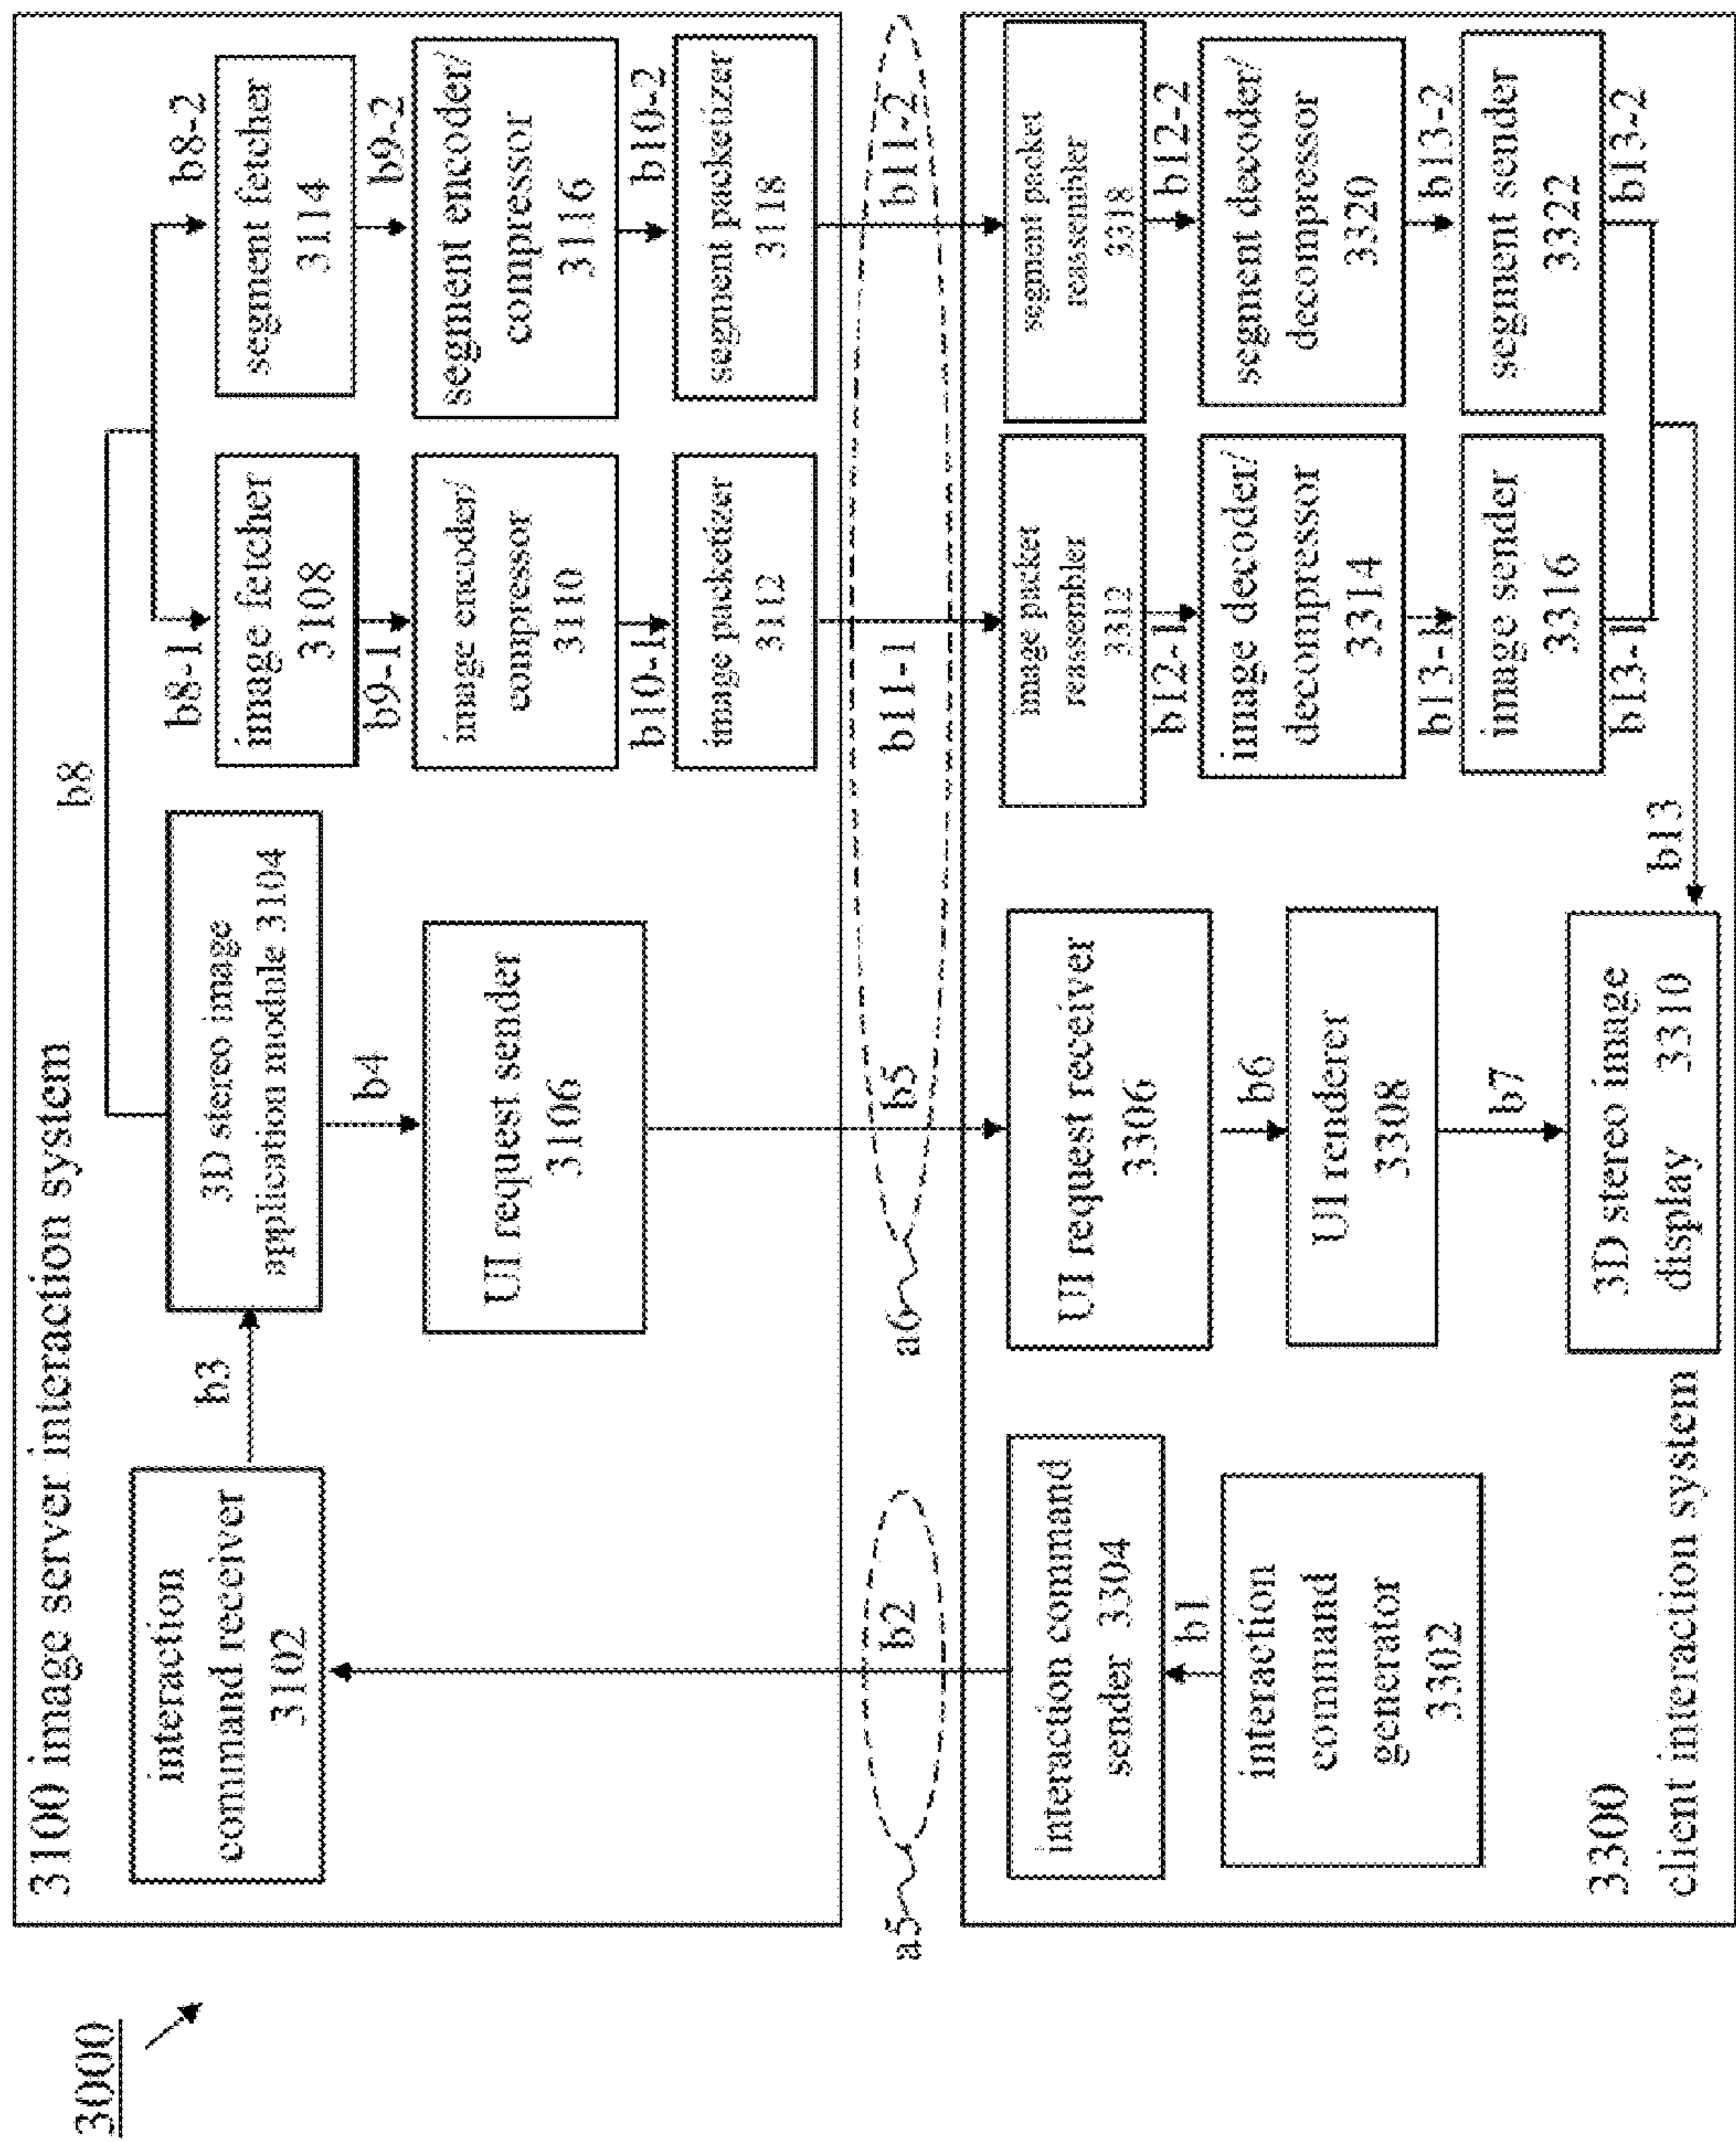 3000
3100 image server interaction system
interaction
command receiver
3102
b3
3D stereo image
application module 3104
b4
UI request sender
3106
b8
b8-1
image fetcher
3108
b9-1
image encoder/
compressor
3110
b10-1
image packetizer
3112
b8-2
segment fetcher
3114
b9-2
segment encoder/
compressor
3116
b10-2
segment packetizer
3118
a5
b2
a6
b5
b11-1
b11-2
interaction command
sender 3304
b1
interaction
command
generator
3302
UI request receiver
3306
b6
UI renderer
3308
b7
3D stereo image
display 3310
image packet
reassembler
3312
b12-1
image decoder/
decompressor
3314
b13-1
image sender
3316
b13-1
segment packet
reassembler
3318
b12-2
segment decoder/
decompressor
3320
b13-2
segment sender
3322
b13-2
b13
3300
client interaction system